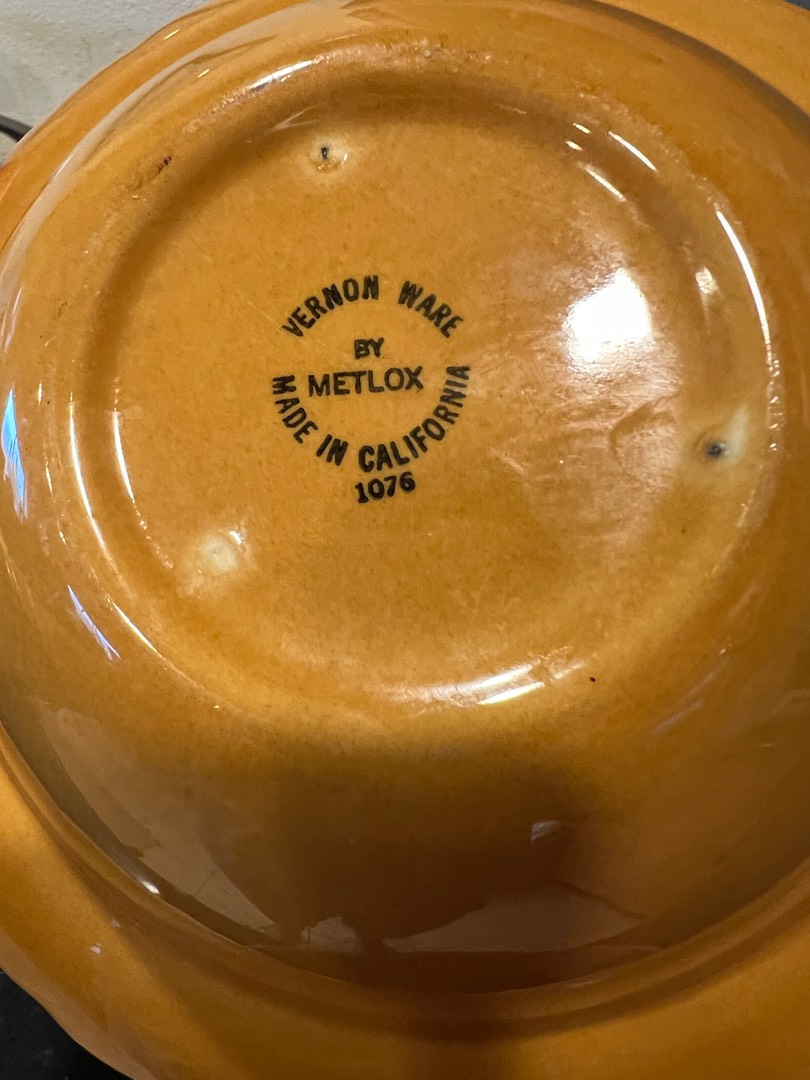 VERNON WARE
BY
METLOX
MADE IN CALIFORNIA
1076